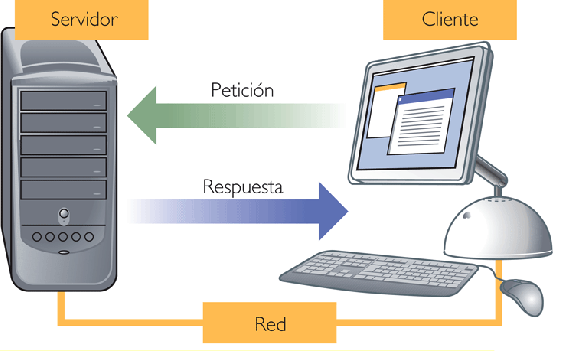 Servidor
Cliente
Petición
Respuesta
Red